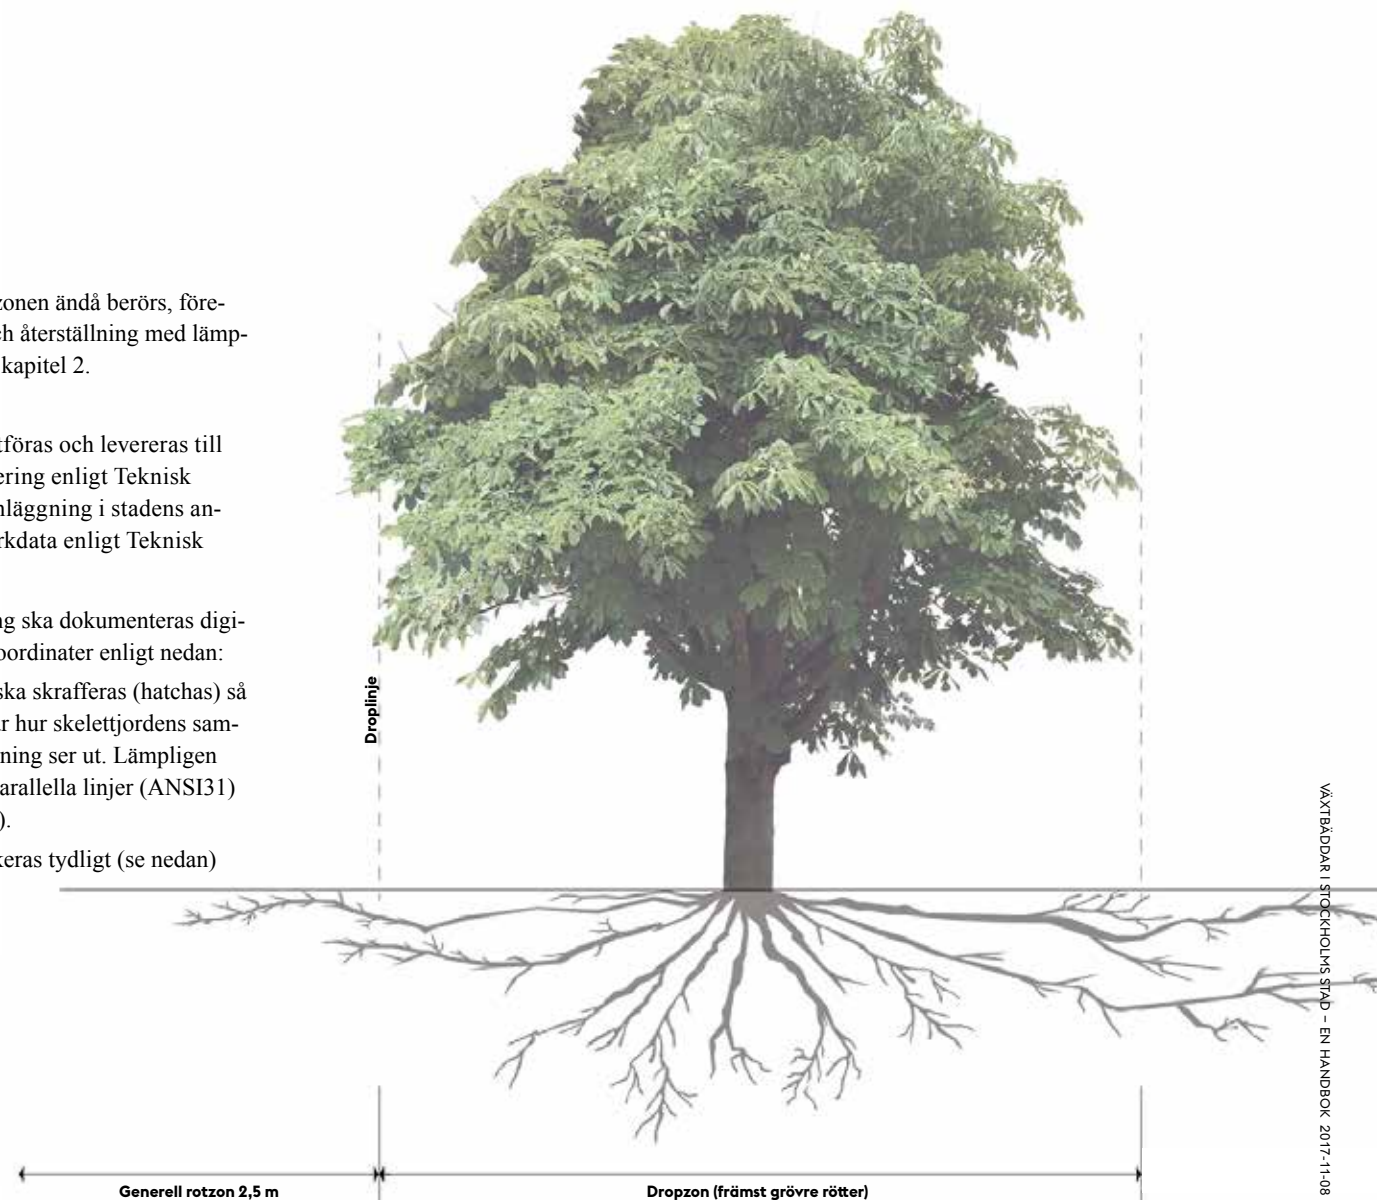 zonen ändå berörs, före-
ch återställning med lämp-
kapitel 2.
tföras och levereras till
ering enligt Teknisk
nläggning i stadens an-
rkdata enligt Teknisk
ng ska dokumenteras digi-
oordinater enligt nedan:
ska skrafferas (hatchas) så
r hur skelettjordens sam-
ning ser ut. Lämpligen
arallella linjer (ANSI31)
).
keras tydligt (se nedan)
Droplinje
Generell rotzon 2,5 m
Dropzon (främst grövre rötter)
VÄXTBÄDDAR I STOCKHOLMS STAD – EN HANDBOK 2017-11-08